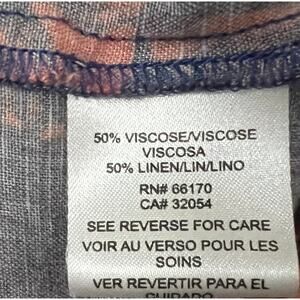 50% VISCOSE/VISCOSE
VISCOSA
50% LINEN/LIN/LINO
RN# 66170
CA# 32054
SEE REVERSE FOR CARE
VOIR AU VERSO POUR LES
SOINS
VER REVERTIR PARA EL
CUIDADO